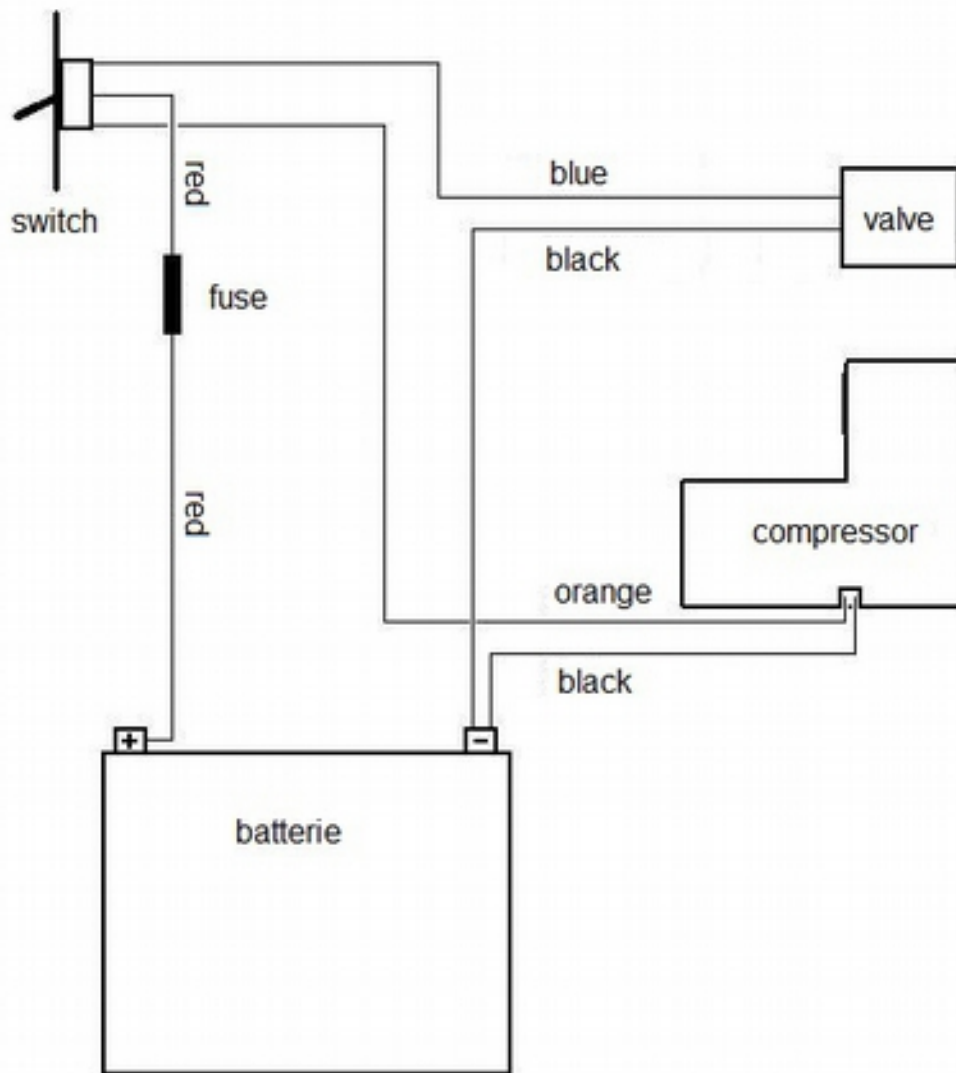 blue
red
valve
switch
black
fuse
red
compressor
orange
black
+
−
batterie